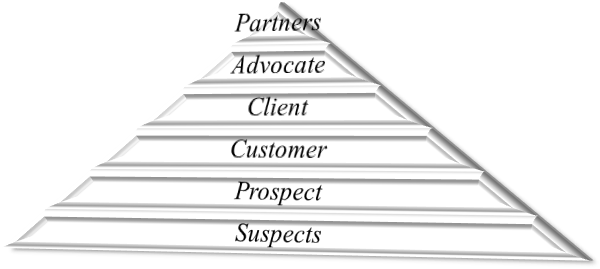 Partners
Advocate
Client
Customer
Prospect
Suspects